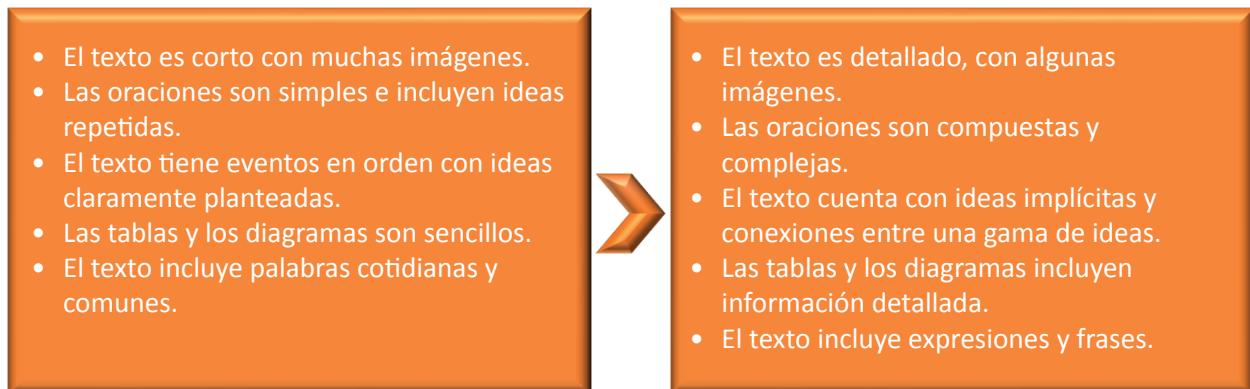 • El texto es corto con muchas imágenes.
• Las oraciones son simples e incluyen ideas
repetidas.
• El texto tiene eventos en orden con ideas
claramente planteadas.
• Las tablas y los diagramas son sencillos.
• El texto incluye palabras cotidianas y
comunes.
• El texto es detallado, con algunas
imágenes.
• Las oraciones son compuestas y
complejas.
• El texto cuenta con ideas implícitas y
conexiones entre una gama de ideas.
• Las tablas y los diagramas incluyen
información detallada.
• El texto incluye expresiones y frases.